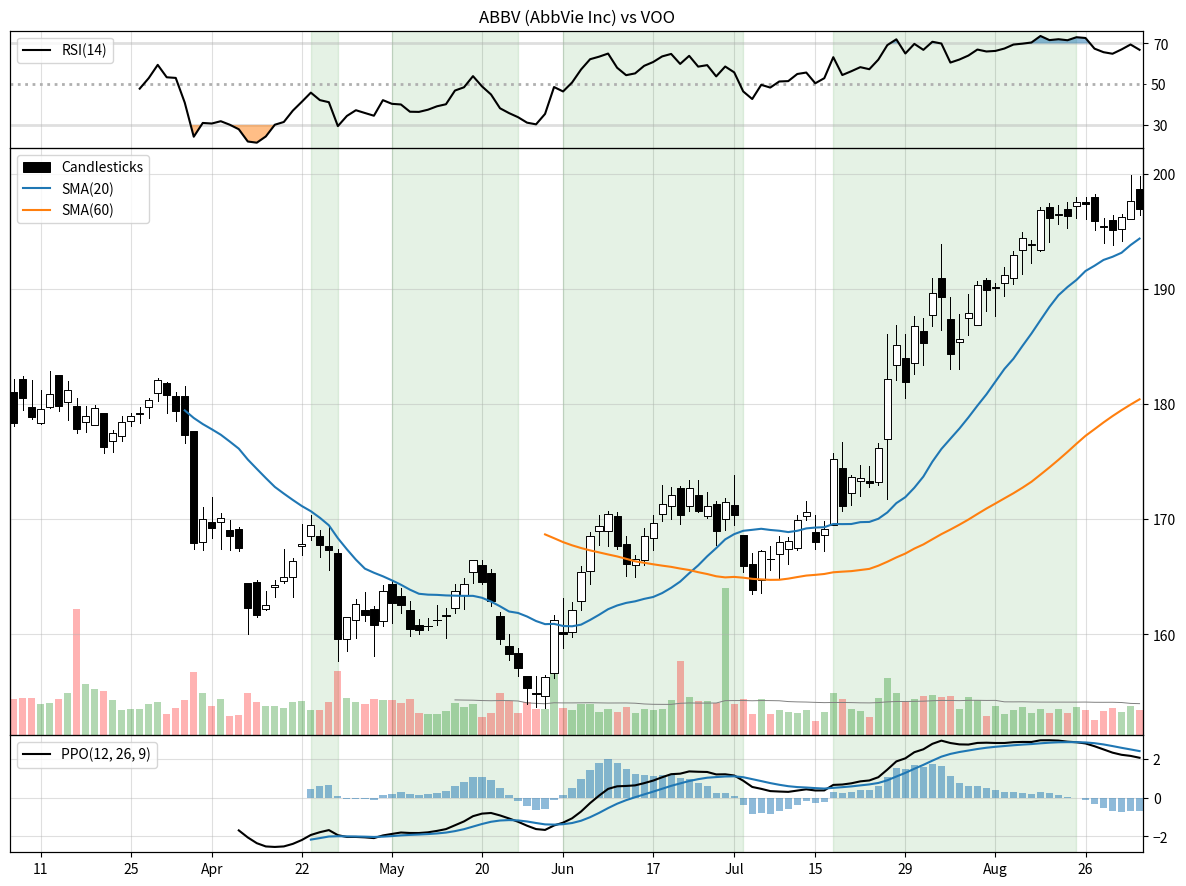 ABBV (AbbVie Inc) vs VOO
RSI(14)
70
50
30
Candlesticks
SMA(20)
SMA(60)
200
190
180
170
160
PPO(12, 26, 9)
2
0
−2
11 25 Apr 22 May 20 Jun 17 Jul 15 29 Aug 26